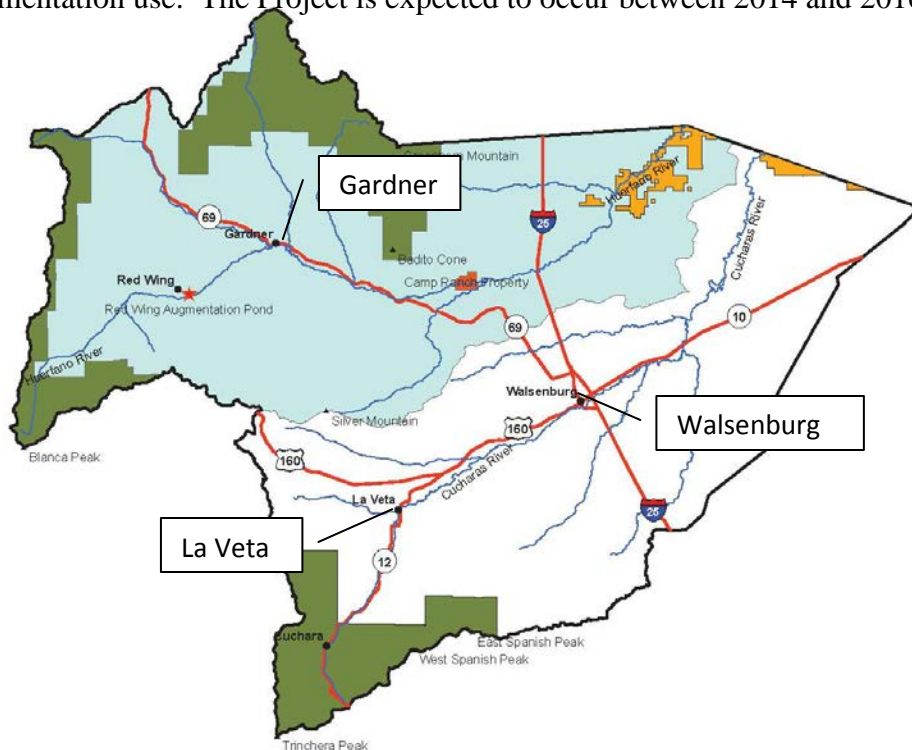 mentation use. The Project is expected to occur between 2014 and 2016
Gardner
Mountain
Huerfano River
69
25
Gardner
Cucharas River
Badito Cone
Red Wing
Camp Ranch Property
Red Wing Augmentation Pond
10
69
Huerfano River
Walsenburg
Walsenburg
Silver Mountain
160
Blanca Peak
160
Cucharas River
La Veta
25
La Veta
12
Cuchara
East Spanish Peak
West Spanish Peak
Trinchera Peak